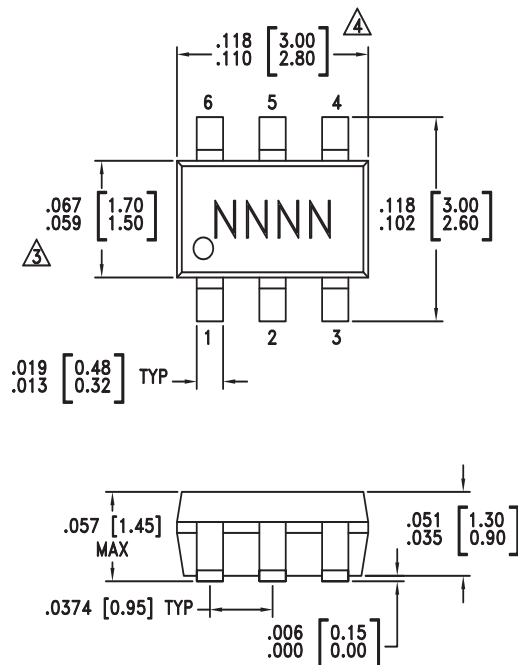 4
.118 [3.00]
.110 [2.80]
6 5 4
.067 [1.70]
.059 [1.50]
NNNN
.118 [3.00]
.102 [2.60]
3
1 2 3
.019 [0.48]
.013 [0.32]
TYP
.057 [1.45]
MAX
.051 [1.30]
.035 [0.90]
.0374 [0.95] TYP
.006 [0.15]
.000 [0.00]